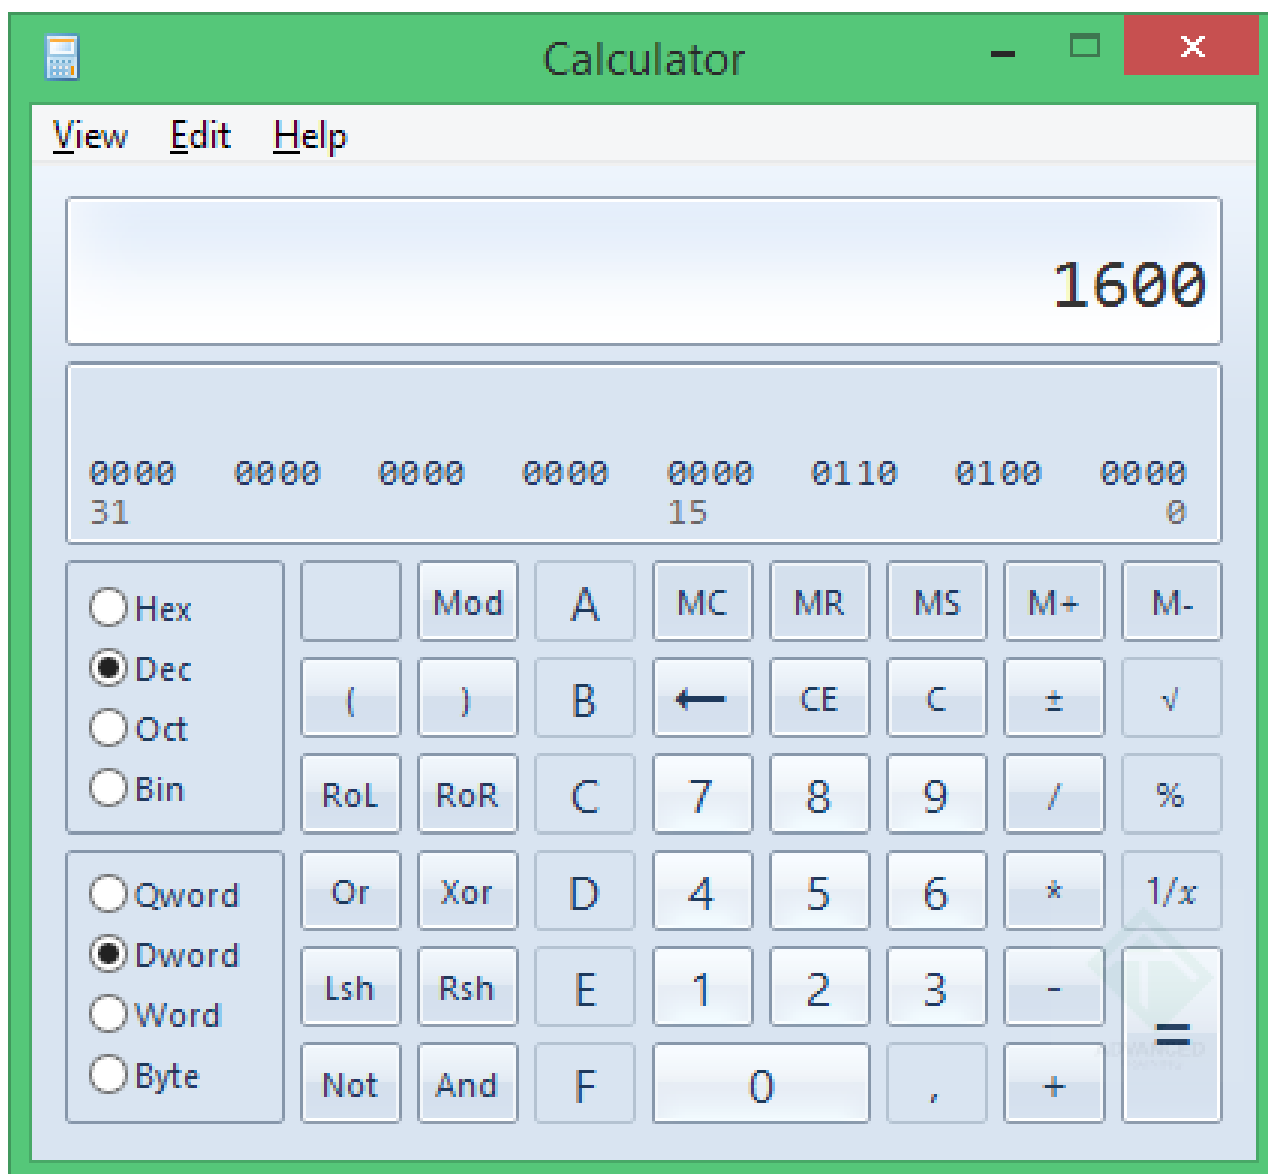 Calculator
View Edit Help
1600
0000 0000 0000 0000 0000 0110 0100 0000
31 15 0
Hex Mod A MC MR MS M+ M-
Dec ( ) B ← CE C ± √
Oct
Bin RoL RoR C 7 8 9 / %
Qword Or Xor D 4 5 6 * 1/x
Dword
Word Lsh Rsh E 1 2 3 - =
Byte Not And F 0 , +
ADVANCED